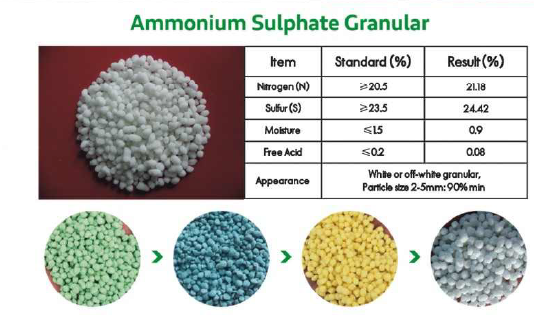 Ammonium Sulphate Granular
Item Standard (%) Result (%)
Nitrogen (N) ≥20.5 21.18
Sulfur (S) ≥23.5 24.42
Moisture ≤1.5 0.9
Free Acid ≤0.2 0.08
Appearance White or off-white granular,
Particle size 2-5mm: 90% min